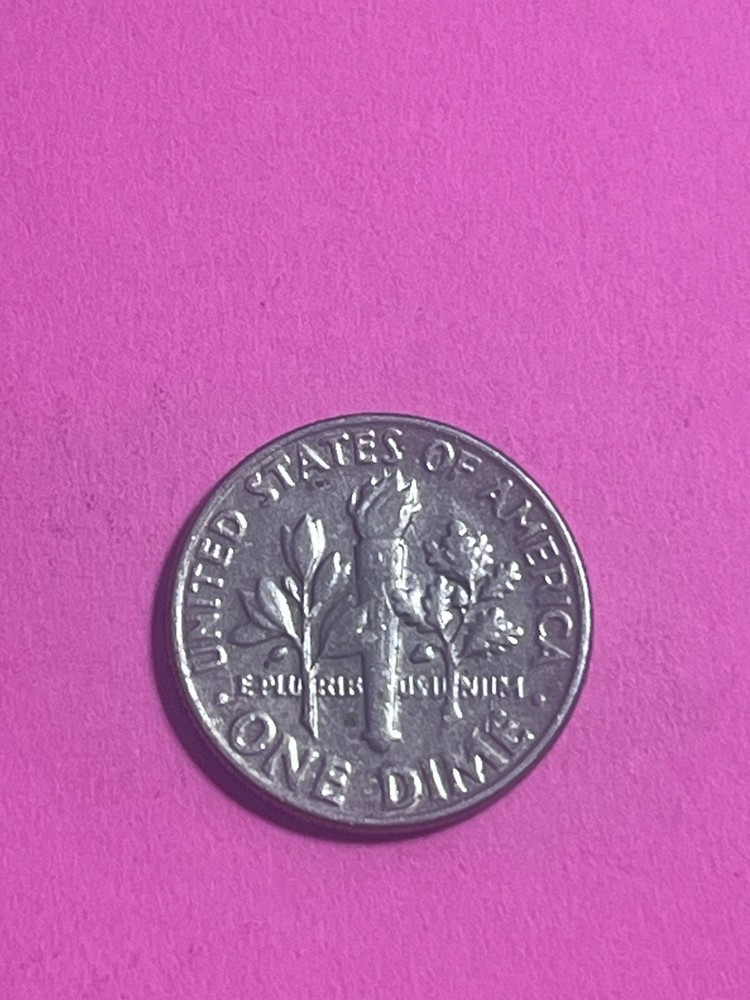 UNITED STATES OF AMERICA
E PLURIBUS UNUM
ONE DIME